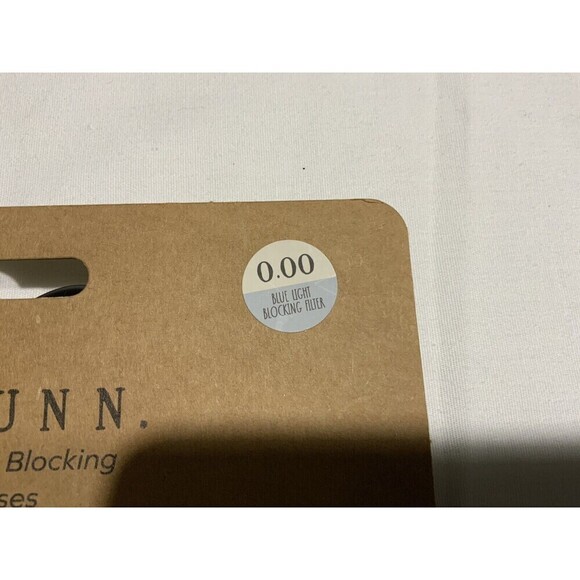 0.00
BLUE LIGHT
BLOCKING FILTER
UNN.
Blocking
ses